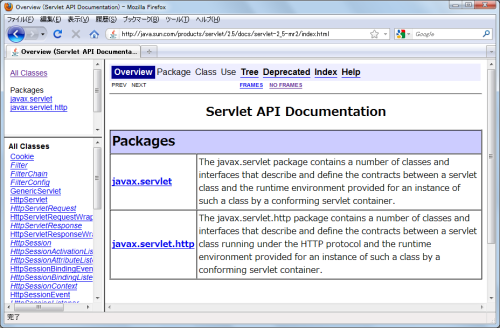 Overview (Servlet API Documentation) - Mozilla Firefox
ファイル(F) 編集(E) 表示(V) 履歴(S) ブックマーク(B) ツール(T) ヘルプ(H)
http://java.sun.com/products/servlet/2.5/docs/servlet-2_5-mr2/index.html
Google
Overview (Servlet API Documenta...
All Classes
Packages
javax.servlet
javax.servlet.http
All Classes
Cookie
Filter
FilterChain
FilterConfig
GenericServlet
HttpServlet
HttpServletRequest
HttpServletRequestWrap
HttpServletResponse
HttpServletResponseWra
HttpSession
HttpSessionActivationList
HttpSessionAttributeListe
HttpSessionBindingEven
HttpSessionBindingListe
HttpSessionContext
HttpSessionEvent
Overview Package Class Use Tree Deprecated Index Help
PREV NEXT
FRAMES NO FRAMES
Servlet API Documentation
Packages
javax.servlet
The javax.servlet package contains a number of classes and
interfaces that describe and define the contracts between a servlet
class and the runtime environment provided for an instance of
such a class by a conforming servlet container.
javax.servlet.http
The javax.servlet.http package contains a number of classes and
interfaces that describe and define the contracts between a servlet
class running under the HTTP protocol and the runtime
environment provided for an instance of such a class by a
conforming servlet container.
完了